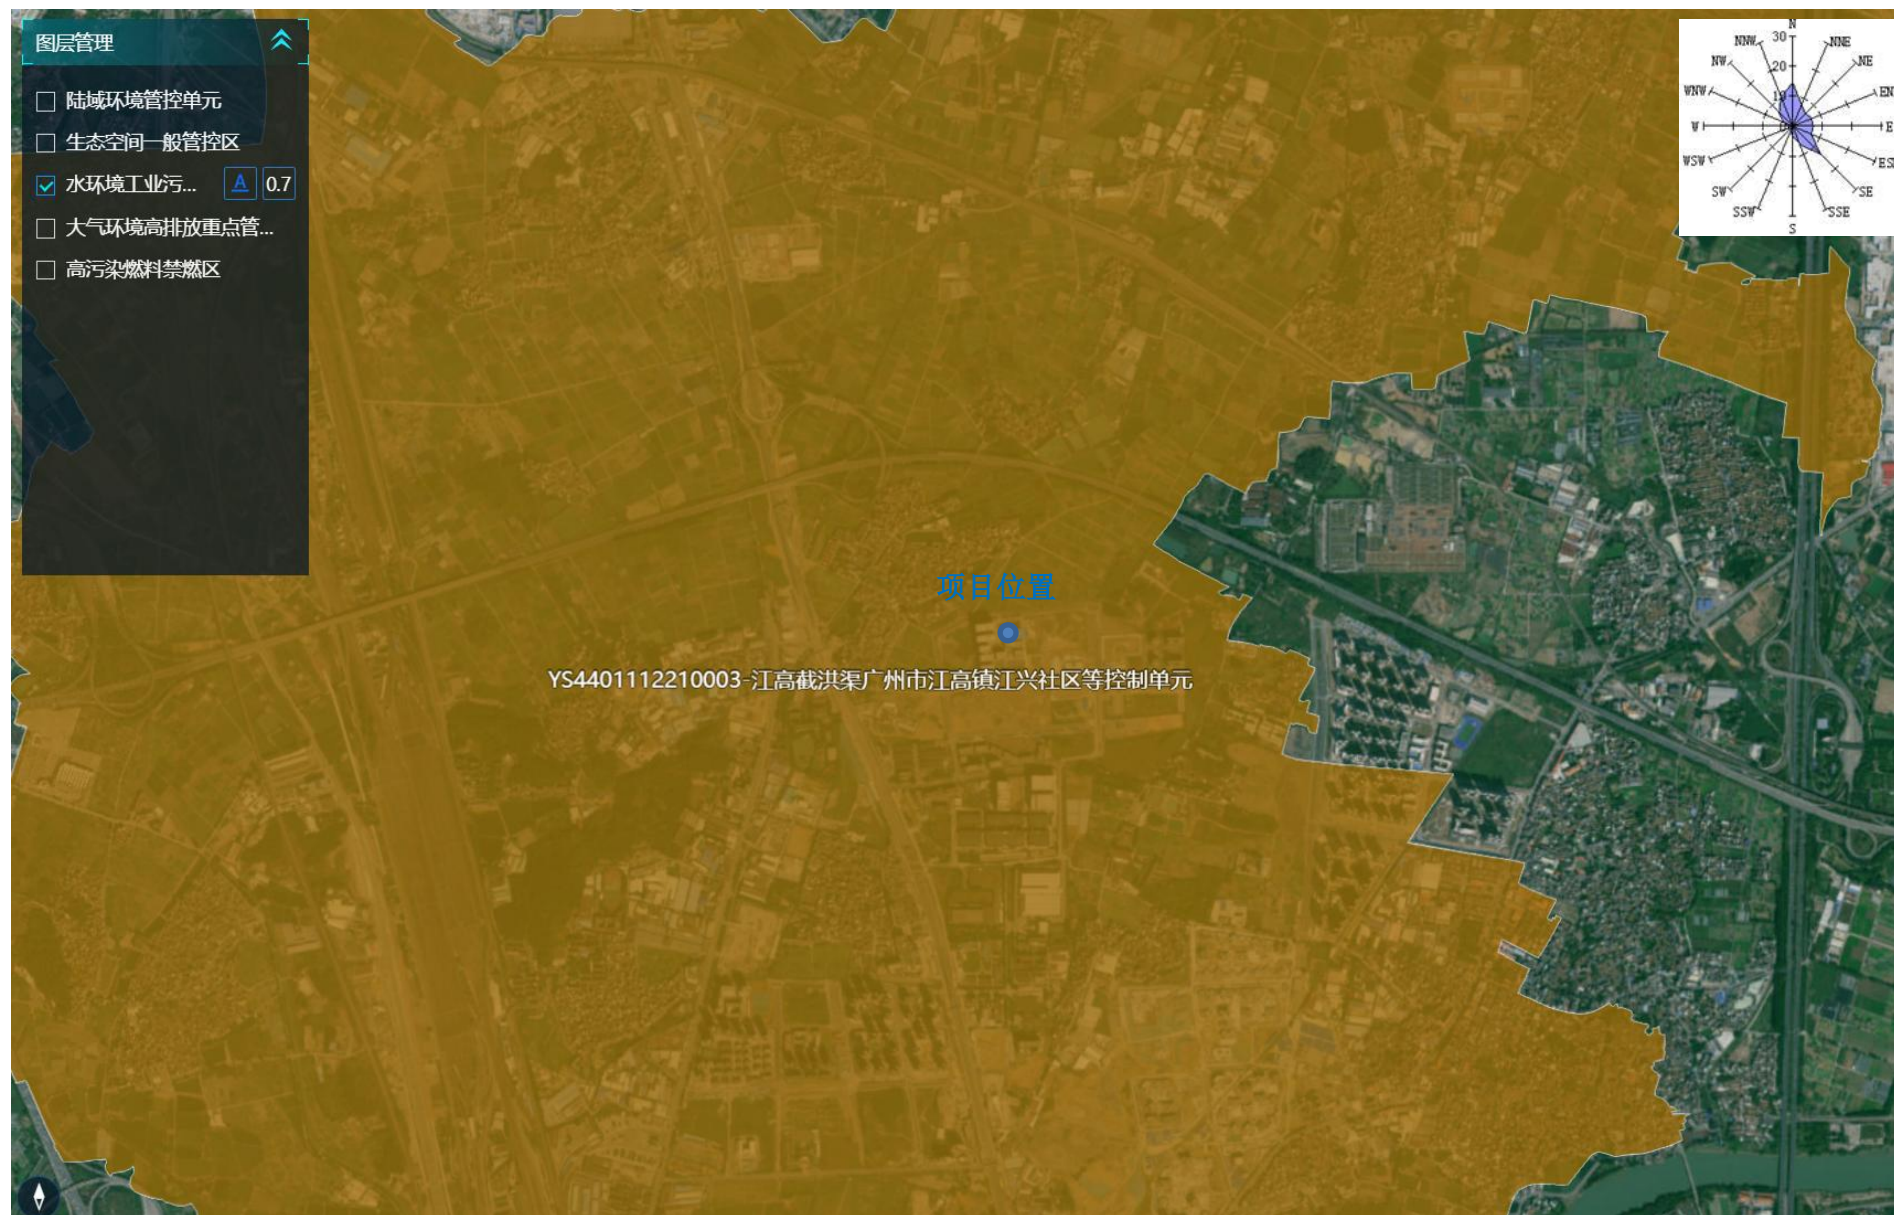 图层管理
陆域环境管控单元
生态空间一般管控区
水环境工业污... A 0.7
大气环境高排放重点管...
高污染燃料禁燃区
项目位置
YS4401112210003-江高截洪渠广州市江高镇江兴社区等控制单元
N
NNW 30 NNE
NW 20 NE
WNW 10 EN
W E
WSW ES
SW SE
SSW SSE
S